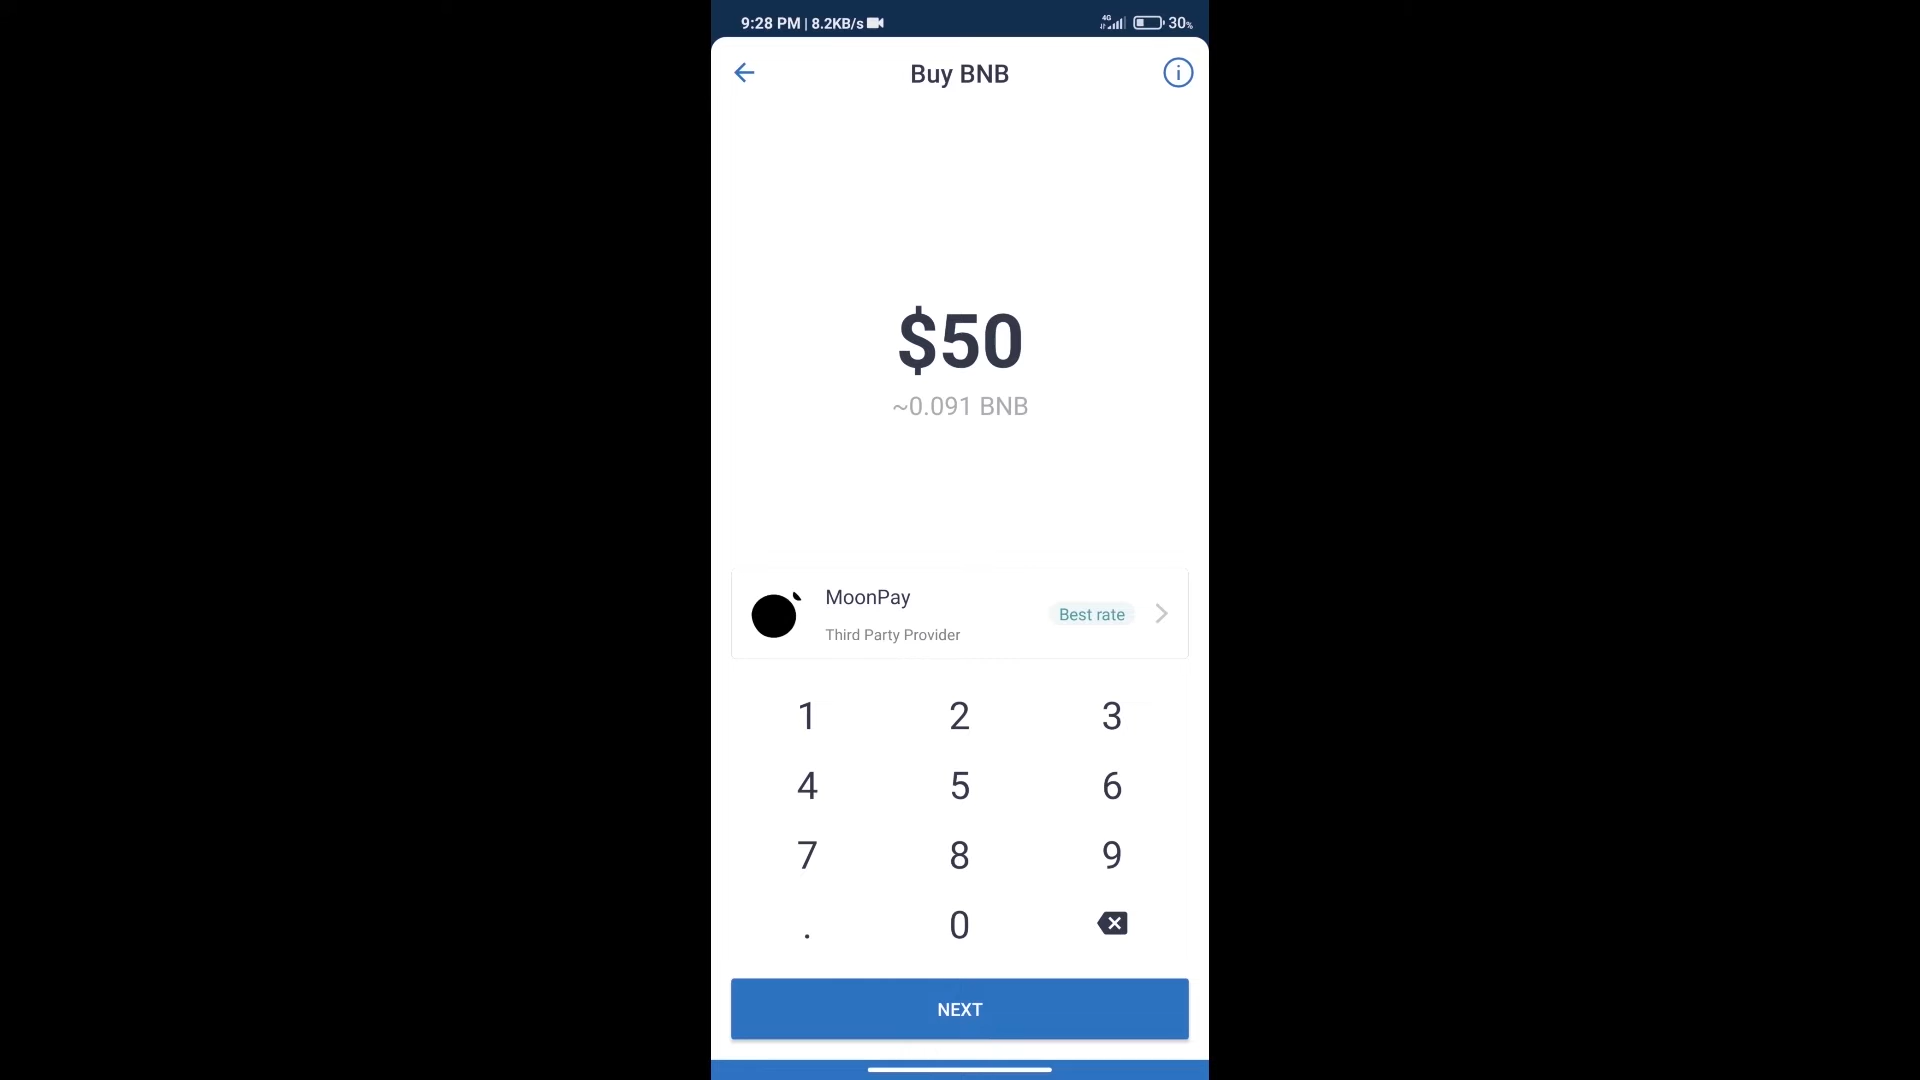 9:28 PM | 8.2KB/s 4G 30%
Buy BNB
$50
~0.091 BNB
MoonPay
Best rate
Third Party Provider
1 2 3
4 5 6
7 8 9
. 0
NEXT